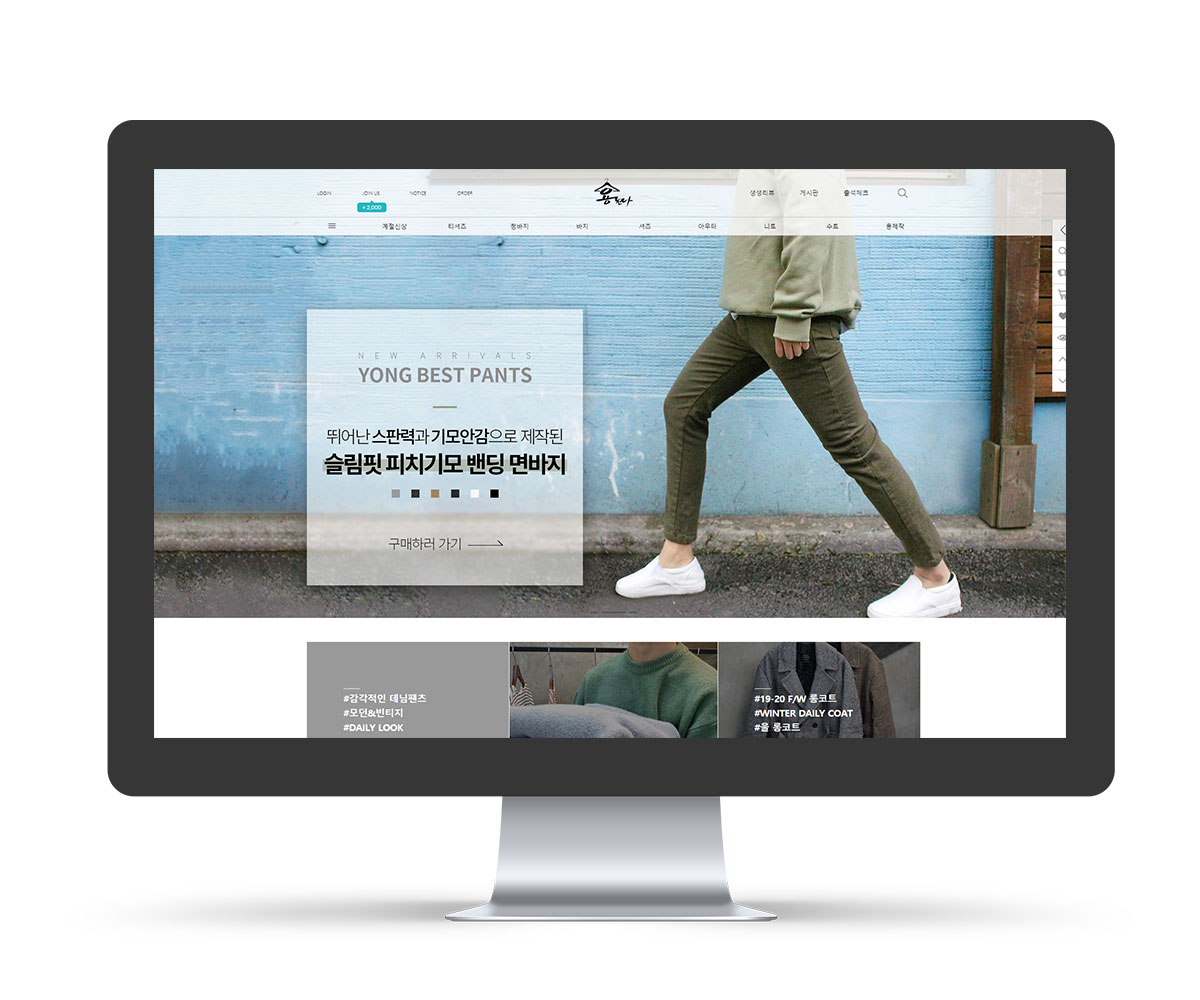 LOGIN JOIN US NOTICE ORDER
+ 2,000
생생리뷰 게시판 출석체크
계절신상 티셔츠 청바지 바지 셔츠 아우터 니트 수트 용제작
NEW ARRIVALS
YONG BEST PANTS
뛰어난 스판력과 기모안감으로 제작된
슬림핏 피치기모 밴딩 면바지
구매하러 가기
#감각적인 데님팬츠
#모던&빈티지
#DAILY LOOK
#19-20 F/W 롱코트
#WINTER DAILY COAT
#울 롱코트